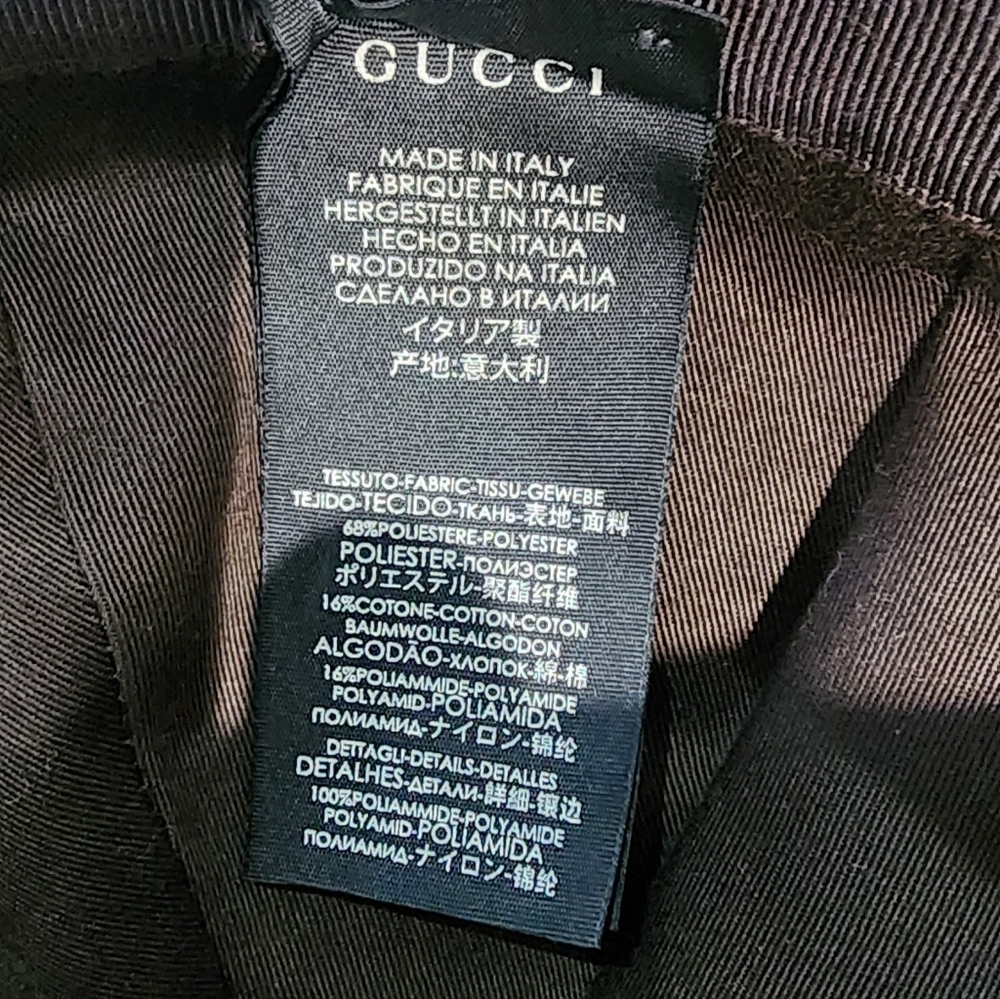 GUCCI
MADE IN ITALY
FABRIQUE EN ITALIE
HERGESTELLT IN ITALIEN
HECHO EN ITALIA
PRODUZIDO NA ITALIA
СДЕЛАНО В ИТАЛИИ
イタリア製
产地:意大利
TESSUTO-FABRIC-TISSU-GEWEBE
TEJIDO-TECIDO-ТКАНЬ-表地-面料
68%POLIESTERE-POLYESTER
POLIESTER-ПОЛИЭСТЕР
ポリエステル-聚酯纤维
16%COTONE-COTTON-COTON
BAUMWOLLE-ALGODON
ALGODÃO-ХЛОПОК-綿-棉
16%POLIAMMIDE-POLYAMIDE
POLYAMID-POLIAMIDA
ПОЛИАМИД-ナイロン-锦纶
DETTAGLI-DETAILS-DETALLES
DETALHES-ДЕТАЛИ-詳細-镶边
100%POLIAMMIDE-POLYAMIDE
POLYAMID-POLIAMIDA
ПОЛИАМИД-ナイロン-锦纶